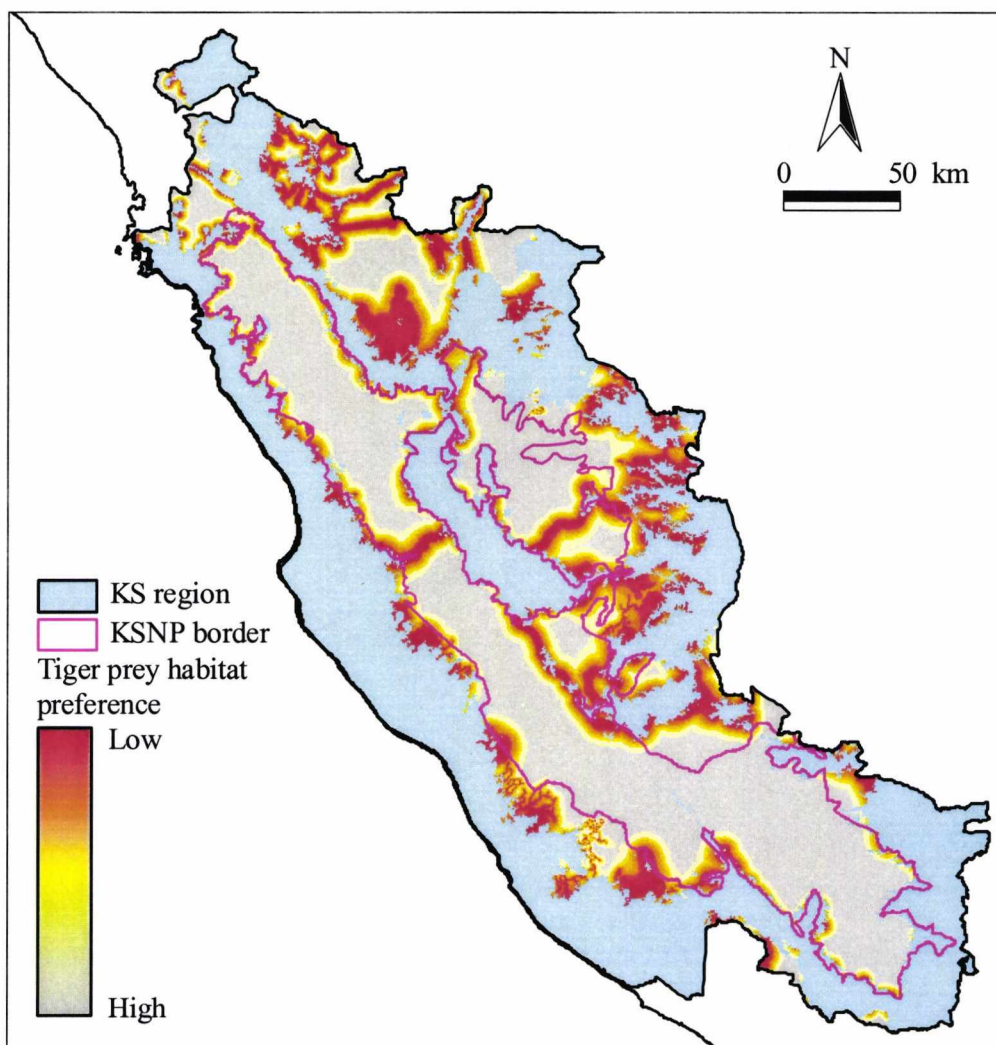 N
0 50 km
KS region
KSNP border
Tiger prey habitat
preference
Low
High